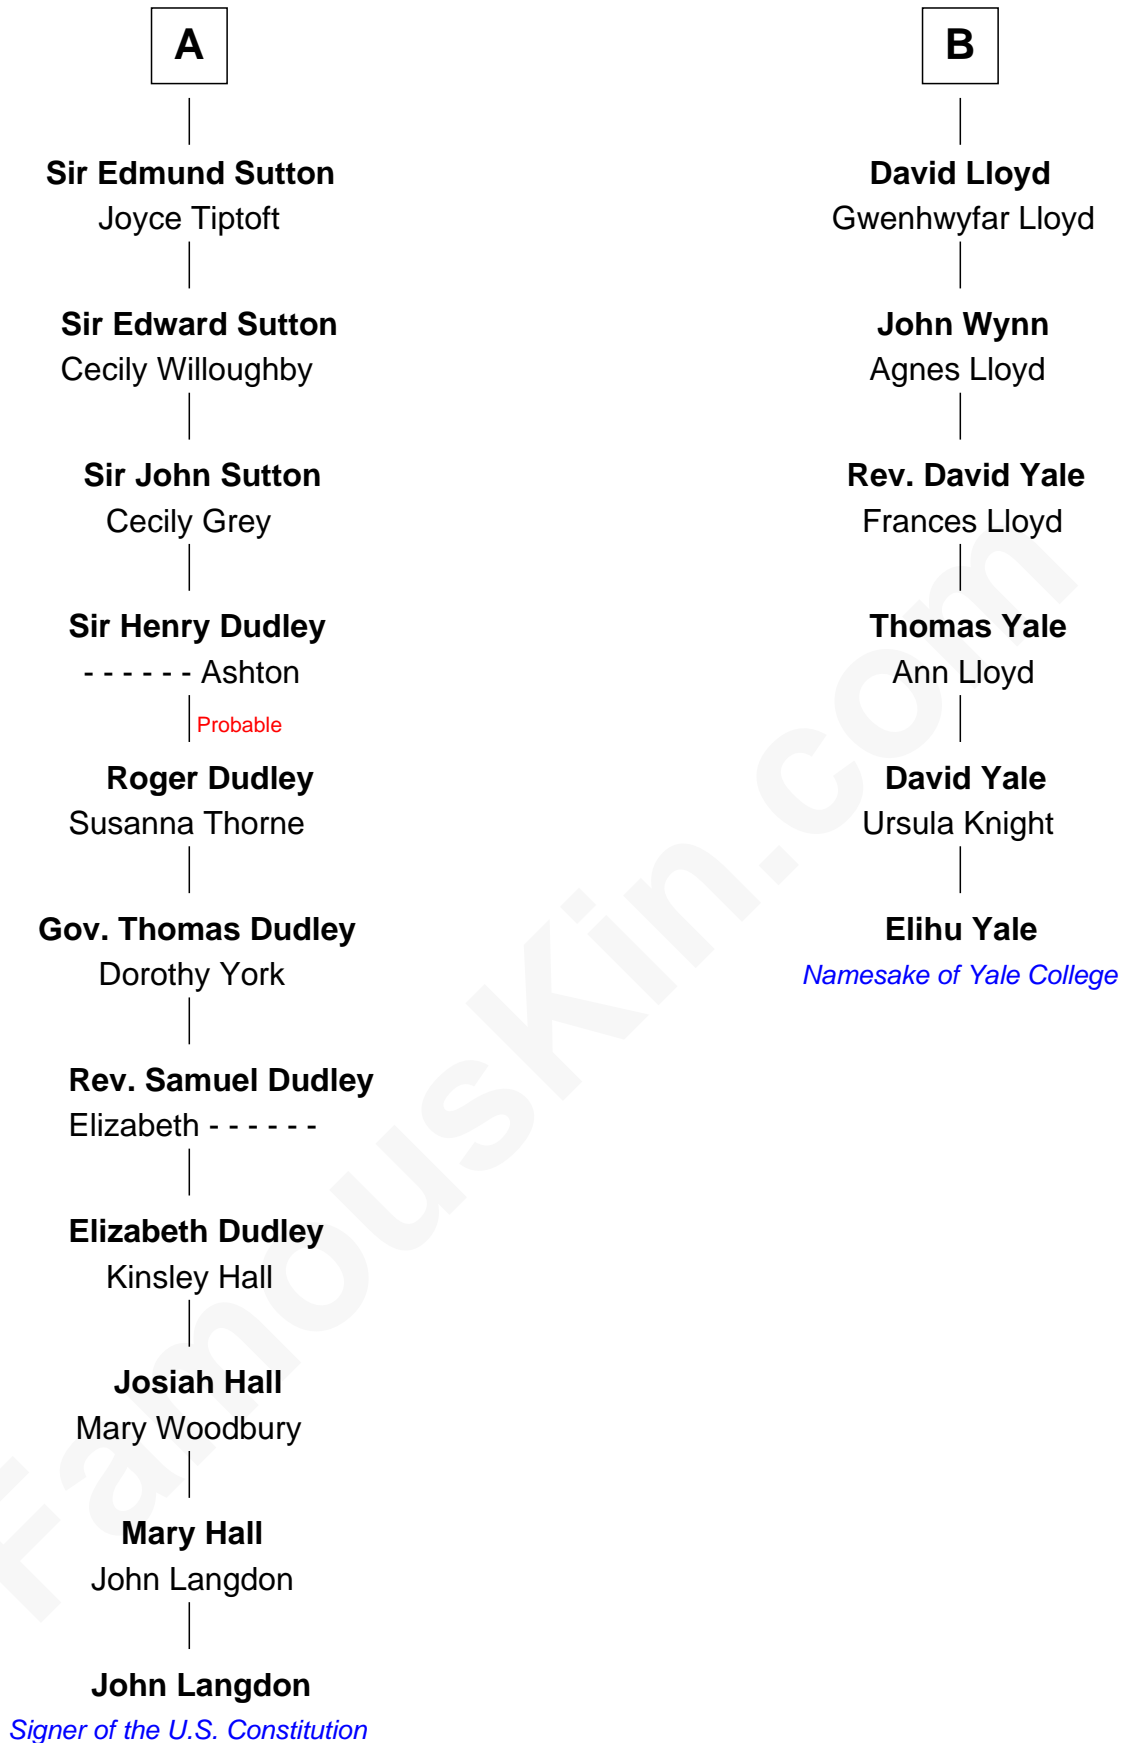 A
Sir Edmund Sutton
Joyce Tiptoft
Sir Edward Sutton
Cecily Willoughby
Sir John Sutton
Cecily Grey
Sir Henry Dudley
- - - - - - Ashton
Probable
Roger Dudley
Susanna Thorne
Gov. Thomas Dudley
Dorothy York
Rev. Samuel Dudley
Elizabeth - - - - - -
Elizabeth Dudley
Kinsley Hall
Josiah Hall
Mary Woodbury
Mary Hall
John Langdon
John Langdon
Signer of the U.S. Constitution
B
David Lloyd
Gwenhwyfar Lloyd
John Wynn
Agnes Lloyd
Rev. David Yale
Frances Lloyd
Thomas Yale
Ann Lloyd
David Yale
Ursula Knight
Elihu Yale
Namesake of Yale College
FamousKin.com